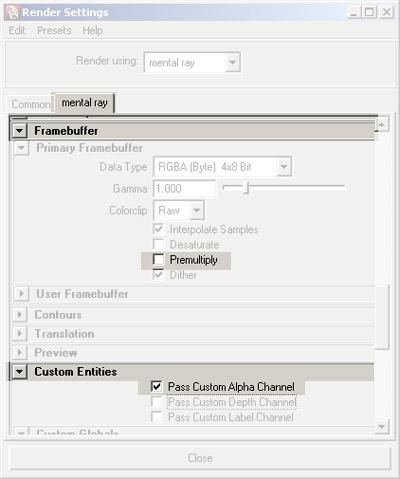 Render Settings
Edit Presets Help
Render using: mental ray
Common mental ray
Framebuffer
Primary Framebuffer
Data Type RGBA (Byte) 4x8 Bit
Gamma 1.000
Colorclip Raw
Interpolate Samples
Desaturate
Premultiply
Dither
User Framebuffer
Contours
Translation
Preview
Custom Entities
Pass Custom Alpha Channel
Pass Custom Depth Channel
Pass Custom Label Channel
Custom Globals
Close